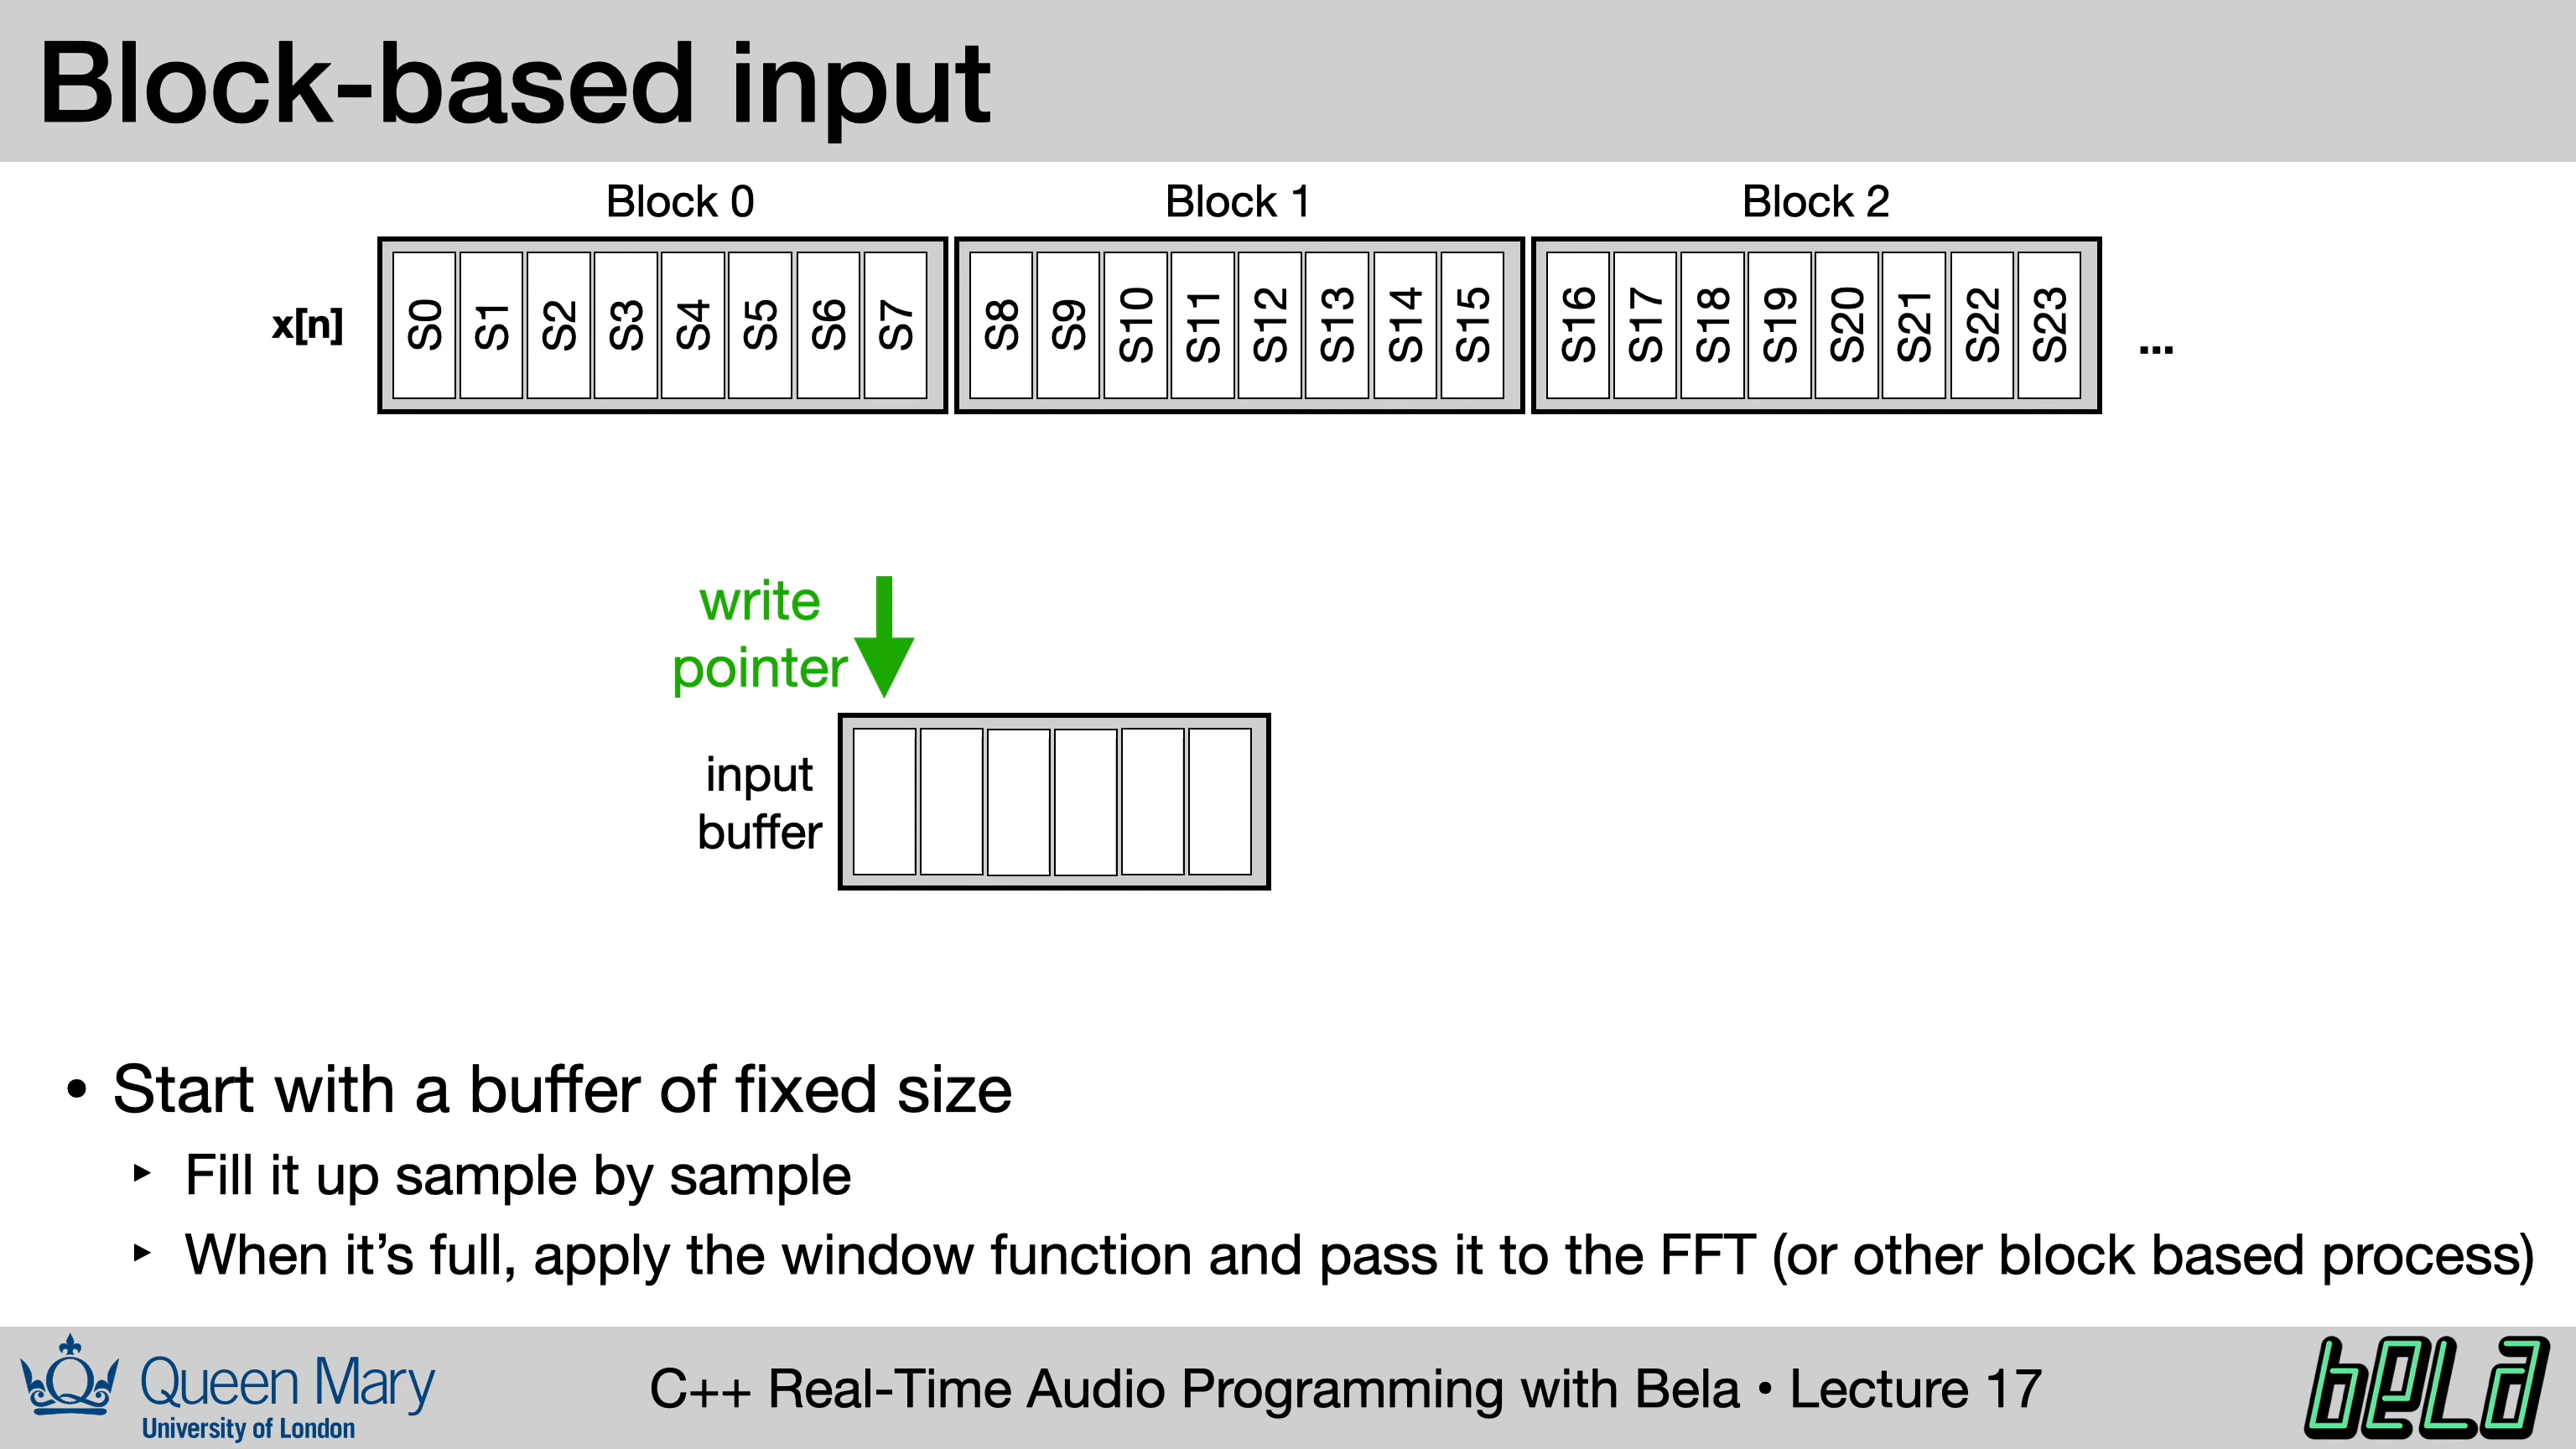 Block-based input
Block 0 Block 1 Block 2
x[n] S0 S1 S2 S3 S4 S5 S6 S7 S8 S9 S10 S11 S12 S13 S14 S15 S16 S17 S18 S19 S20 S21 S22 S23 ...
write
pointer
input
buffer
• Start with a buffer of fixed size
‣ Fill it up sample by sample
‣ When it’s full, apply the window function and pass it to the FFT (or other block based process)
Queen Mary
University of London
C++ Real-Time Audio Programming with Bela • Lecture 17
bela